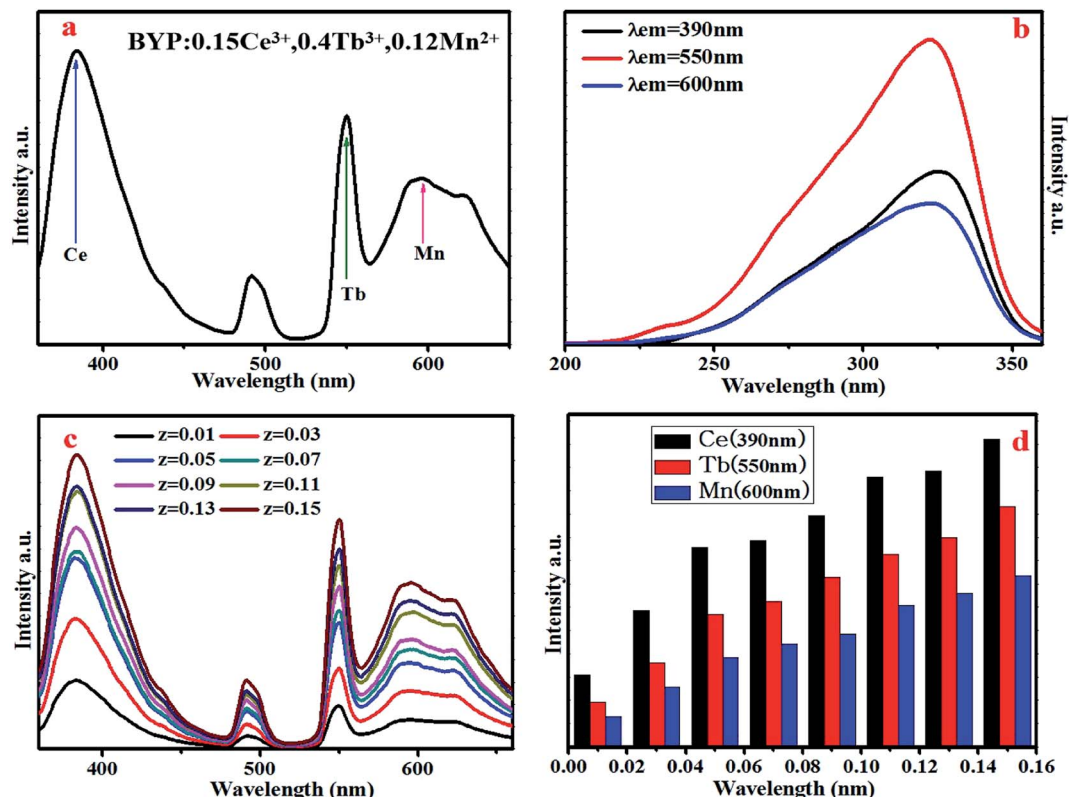 a
BYP:0.15Ce³⁺,0.4Tb³⁺,0.12Mn²⁺
Intensity a.u.
Ce
Tb
Mn
400 500 600
Wavelength (nm)
b
λem=390nm
λem=550nm
λem=600nm
Intensity a.u.
200 250 300 350
Wavelength (nm)
c
z=0.01 z=0.03
z=0.05 z=0.07
z=0.09 z=0.11
z=0.13 z=0.15
Intensity a.u.
400 500 600
Wavelength (nm)
d
Ce(390nm)
Tb(550nm)
Mn(600nm)
Intensity a.u.
0.00 0.02 0.04 0.06 0.08 0.10 0.12 0.14 0.16
Wavelength (nm)